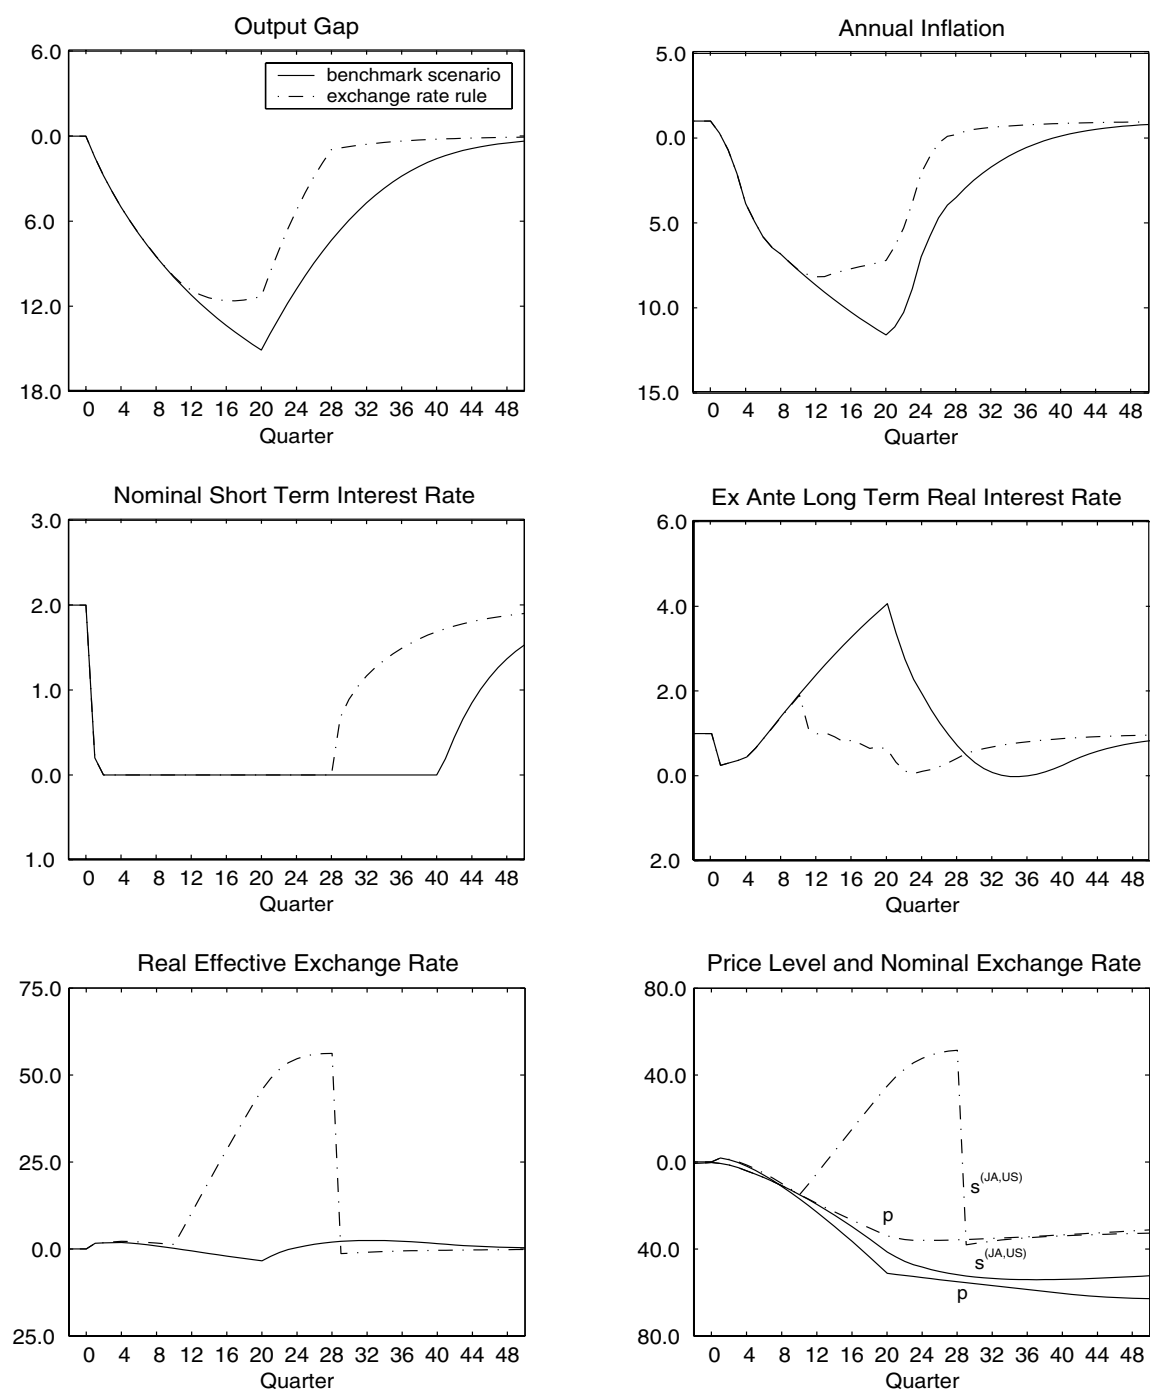 Output Gap
6.0
0.0
6.0
12.0
18.0
benchmark scenario
exchange rate rule
0 4 8 12 16 20 24 28 32 36 40 44 48
Quarter
Annual Inflation
5.0
0.0
5.0
10.0
15.0
0 4 8 12 16 20 24 28 32 36 40 44 48
Quarter
Nominal Short Term Interest Rate
3.0
2.0
1.0
0.0
1.0
0 4 8 12 16 20 24 28 32 36 40 44 48
Quarter
Ex Ante Long Term Real Interest Rate
6.0
4.0
2.0
0.0
2.0
0 4 8 12 16 20 24 28 32 36 40 44 48
Quarter
Real Effective Exchange Rate
75.0
50.0
25.0
0.0
25.0
0 4 8 12 16 20 24 28 32 36 40 44 48
Quarter
Price Level and Nominal Exchange Rate
80.0
40.0
0.0
40.0
80.0
s(JA,US)
p
s(JA,US)
p
0 4 8 12 16 20 24 28 32 36 40 44 48
Quarter